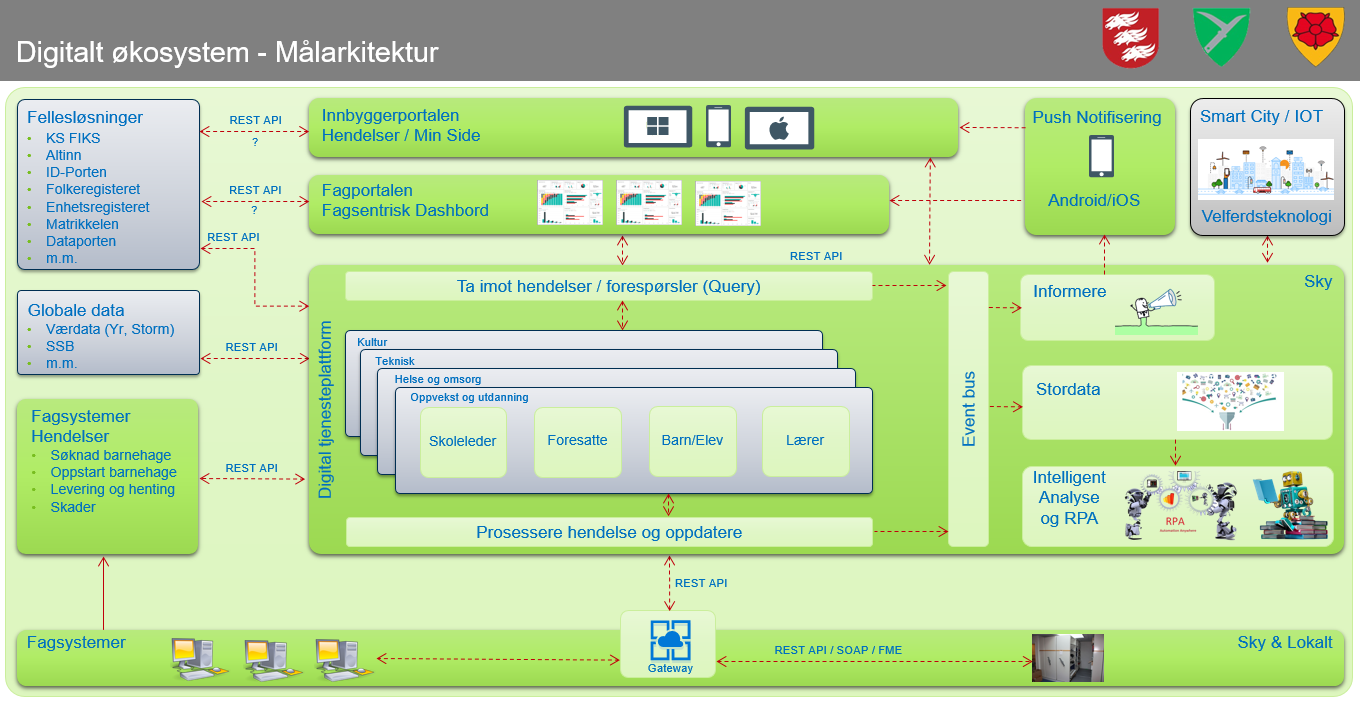 Digitalt økosystem - Målarkitektur
Fellesløsninger
• KS FIKS
• Altinn
• ID-Porten
• Folkeregisteret
• Enhetsregisteret
• Matrikkelen
• Dataporten
• m.m.
REST API
?
REST API
?
REST API
Innbyggerportalen
Hendelser / Min Side
Fagportalen
Fagsentrisk Dashbord
Push Notifisering
Android/iOS
Smart City / IOT
Velferdsteknologi
REST API
Globale data
• Værdata (Yr, Storm)
• SSB
• m.m.
REST API
Fagsystemer
Hendelser
• Søknad barnehage
• Oppstart barnehage
• Levering og henting
• Skader
REST API
Digital tjenesteplattform
Sky
Ta imot hendelser / forespørsler (Query)
Kultur
Teknisk
Helse og omsorg
Oppvekst og utdanning
Skoleleder
Foresatte
Barn/Elev
Lærer
Prosessere hendelse og oppdatere
Event bus
Informere
Stordata
Intelligent
Analyse
og RPA
RPA
REST API
Fagsystemer
Gateway
REST API / SOAP / FME
Sky & Lokalt